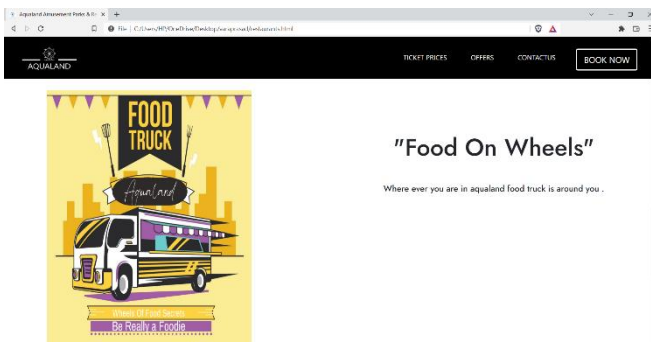 Aqualand Amusement Parks & Re
AQUALAND
TICKET PRICES
OFFERS
CONTACTUS
BOOK NOW
FOOD
TRUCK
Aqualand
Wheels Of Food Secrets
Be Really a Foodie
"Food On Wheels"
Where ever you are in aqualand food truck is around you .